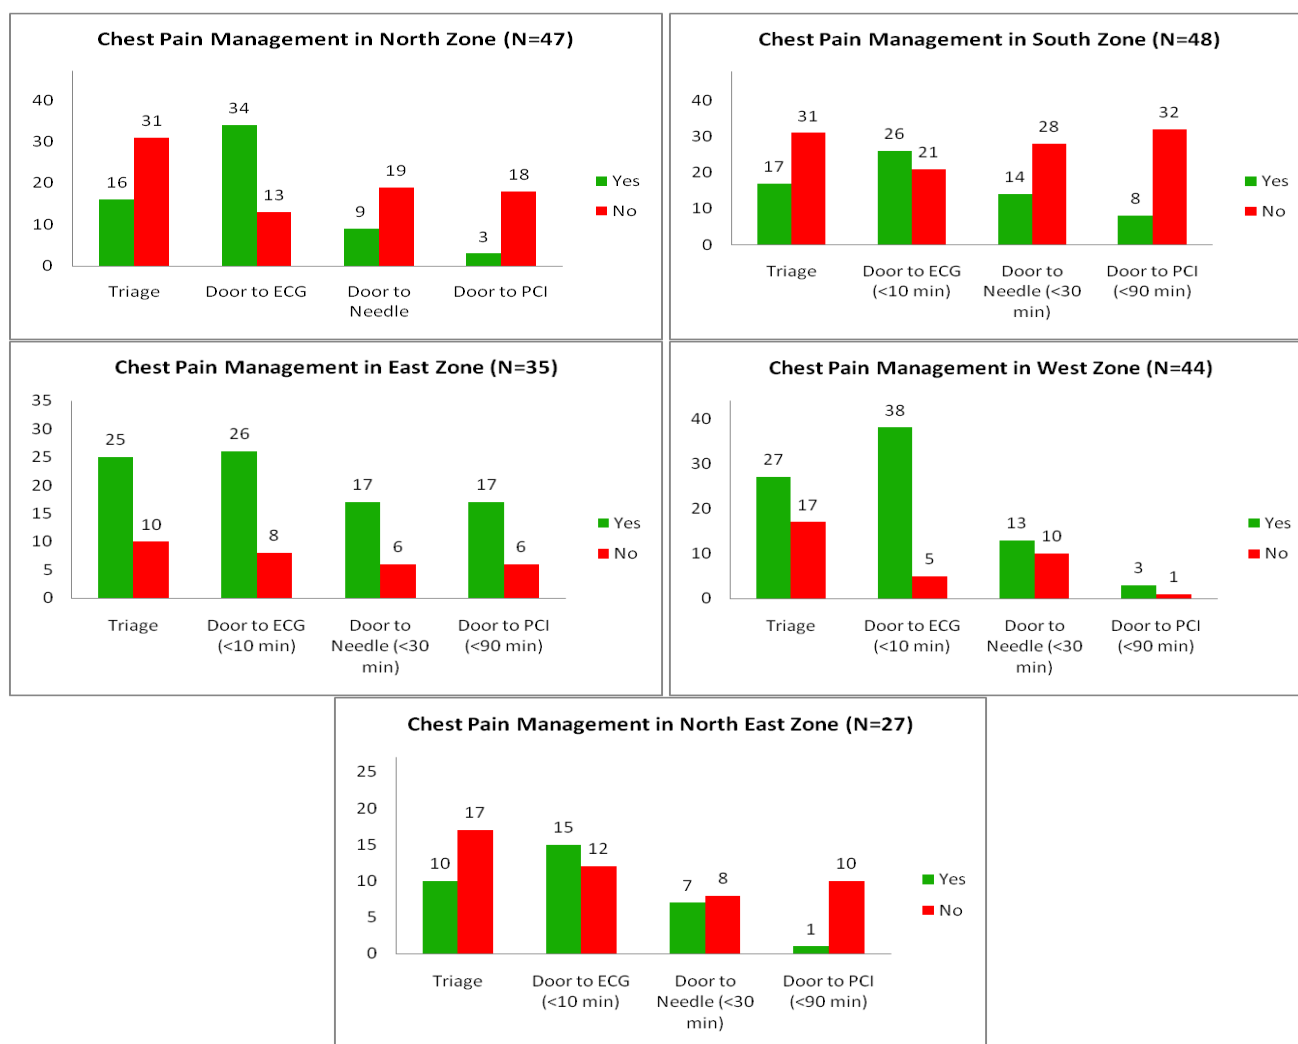 Chest Pain Management in North Zone (N=47)
40
30
20
10
0
16
31
34
13
9
19
3
18
Triage
Door to ECG
Door to
Needle
Door to PCI
Yes
No
Chest Pain Management in South Zone (N=48)
40
30
20
10
0
17
31
26
21
14
28
8
32
Triage
Door to ECG
(<10 min)
Door to
Needle (<30
min)
Door to PCI
(<90 min)
Yes
No
Chest Pain Management in East Zone (N=35)
35
30
25
20
15
10
5
0
25
10
26
8
17
6
17
6
Triage
Door to ECG
(<10 min)
Door to
Needle (<30
min)
Door to PCI
(<90 min)
Yes
No
Chest Pain Management in West Zone (N=44)
40
30
20
10
0
27
17
38
5
13
10
3
1
Triage
Door to ECG
(<10 min)
Door to
Needle (<30
min)
Door to PCI
(<90 min)
Yes
No
Chest Pain Management in North East Zone (N=27)
25
20
15
10
5
0
10
17
15
12
7
8
1
10
Triage
Door to ECG
(<10 min)
Door to
Needle (<30
min)
Door to PCI
(<90 min)
Yes
No